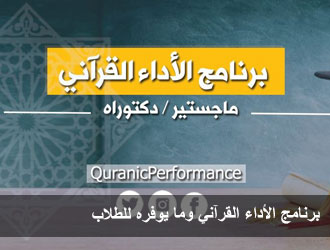 برنامج الأداء القرآني
ماجستير / دكتوراه
QuranicPerformance
برنامج الأداء القرآني وما يوفره للطلاب